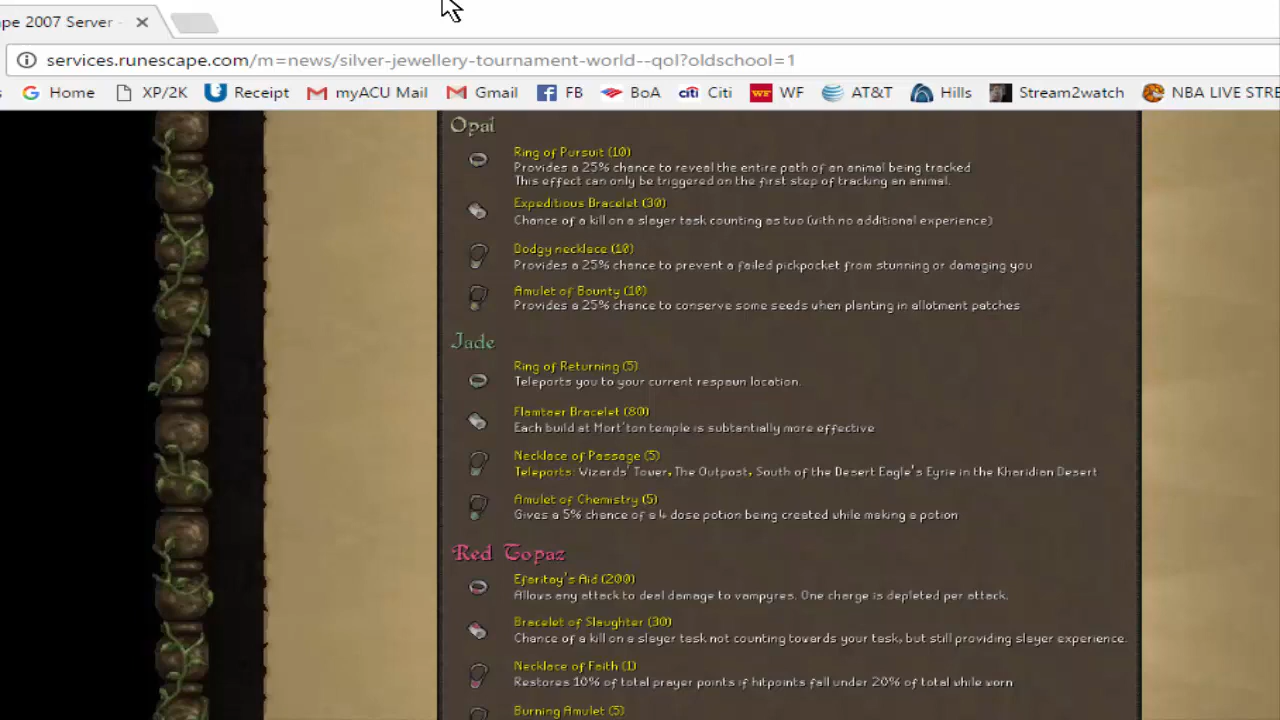 pe 2007 Server -
services.runescape.com/m=news/silver-jewellery-tournament-world--qol?oldschool=1
s Home XP/2K Receipt myACU Mail Gmail FB BoA citi Citi WF WF AT&T Hills Stream2watch NBA LIVE STRE
Opal
Ring of Pursuit (10)
Provides a 25% chance to reveal the entire path of an animal being tracked
This effect can only be triggered on the first step of tracking an animal.
Expeditious Bracelet (30)
Chance of a kill on a slayer task counting as two (with no additional experience)
Dodgy necklace (10)
Provides a 25% chance to prevent a failed pickpocket from stunning or damaging you
Amulet of Bounty (10)
Provides a 25% chance to conserve some seeds when planting in allotment patches
Jade
Ring of Returning (5)
Teleports you to your current respawn location.
Flamtaer Bracelet (80)
Each build at Mort'ton temple is subtantially more effective
Necklace of Passage (5)
Teleports: Wizards' Tower, The Outpost, South of the Desert Eagle's Eyrie in the Kharidian Desert
Amulet of Chemistry (5)
Gives a 5% chance of a 4 dose potion being created while making a potion
Red Topaz
Efaritay's Aid (200)
Allows any attack to deal damage to vampyres. One charge is depleted per attack.
Bracelet of Slaughter (30)
Chance of a kill on a slayer task not counting towards your task, but still providing slayer experience.
Necklace of Faith (1)
Restores 10% of total prayer points if hitpoints fall under 20% of total while worn
Burning Amulet (5)